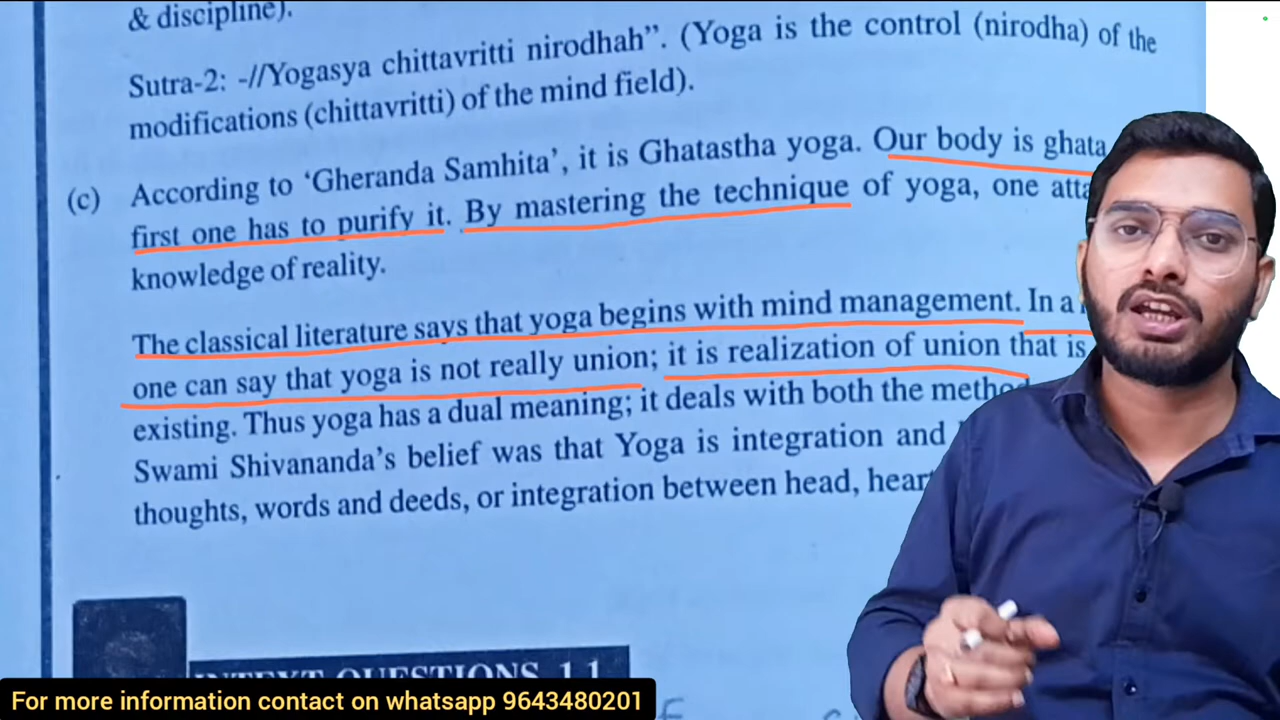 & discipline).
Sutra-2: -//Yogasya chittavritti nirodhah”. (Yoga is the control (nirodha) of the
modifications (chittavritti) of the mind field).
(c) According to ‘Gheranda Samhita’, it is Ghatastha yoga. Our body is ghata
first one has to purify it. By mastering the technique of yoga, one
knowledge of reality.
The classical literature says that yoga begins with mind management. In a
one can say that yoga is not really union; it is realization of union that is
existing. Thus yoga has a dual meaning; it deals with both the
Swami Shivananda’s belief was that Yoga is integration and
thoughts, words and deeds, or integration between head,
QUESTIONS 1.1
For more information contact on whatsapp 9643480201